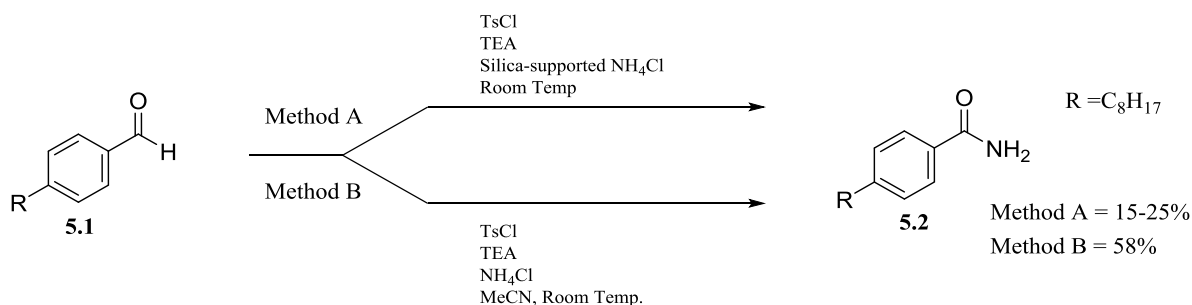 TsCl
TEA
Silica-supported NH₄Cl
Room Temp
Method A
Method B
TsCl
TEA
NH₄Cl
MeCN, Room Temp.
O
H
R
5.1
O
NH₂
R
5.2
R =C₈H₁₇
Method A = 15-25%
Method B = 58%